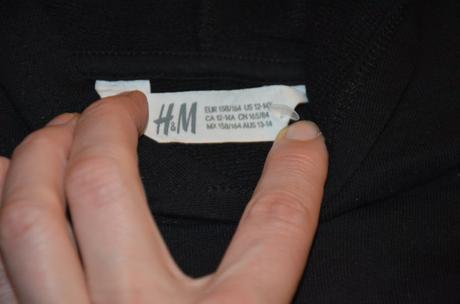 H&M
EUR 158/164 US 12-14Y
CA 12-14A CN 165/84
MX 158/164 AUS 13-14